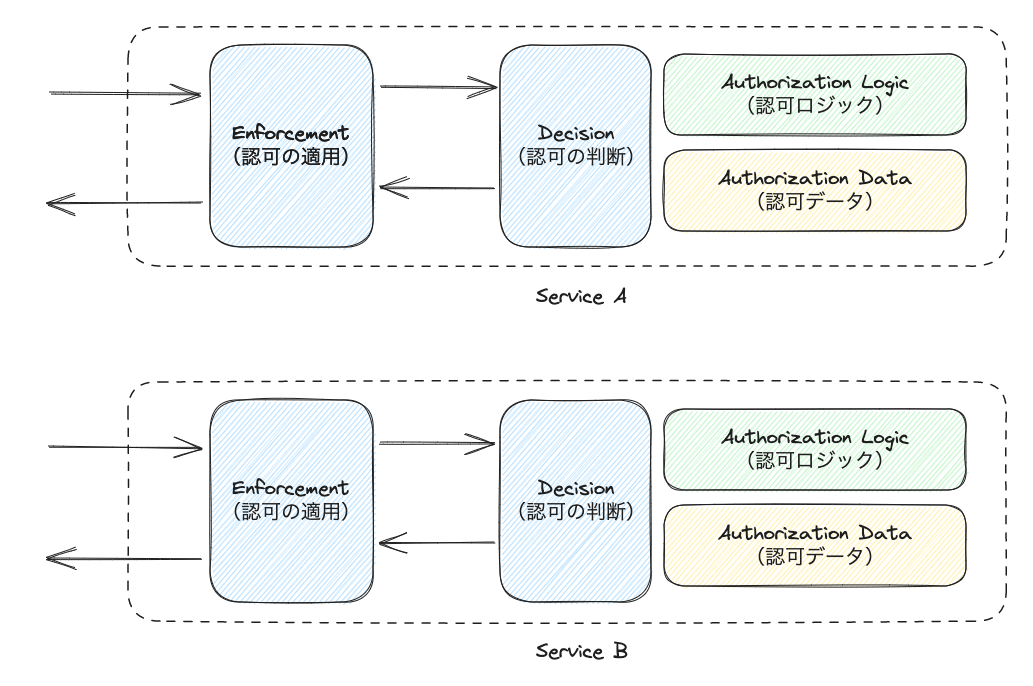 Enforcement
（認可の適用）
Decision
（認可の判断）
Authorization Logic
（認可ロジック）
Authorization Data
（認可データ）
Service A
Enforcement
（認可の適用）
Decision
（認可の判断）
Authorization Logic
（認可ロジック）
Authorization Data
（認可データ）
Service B